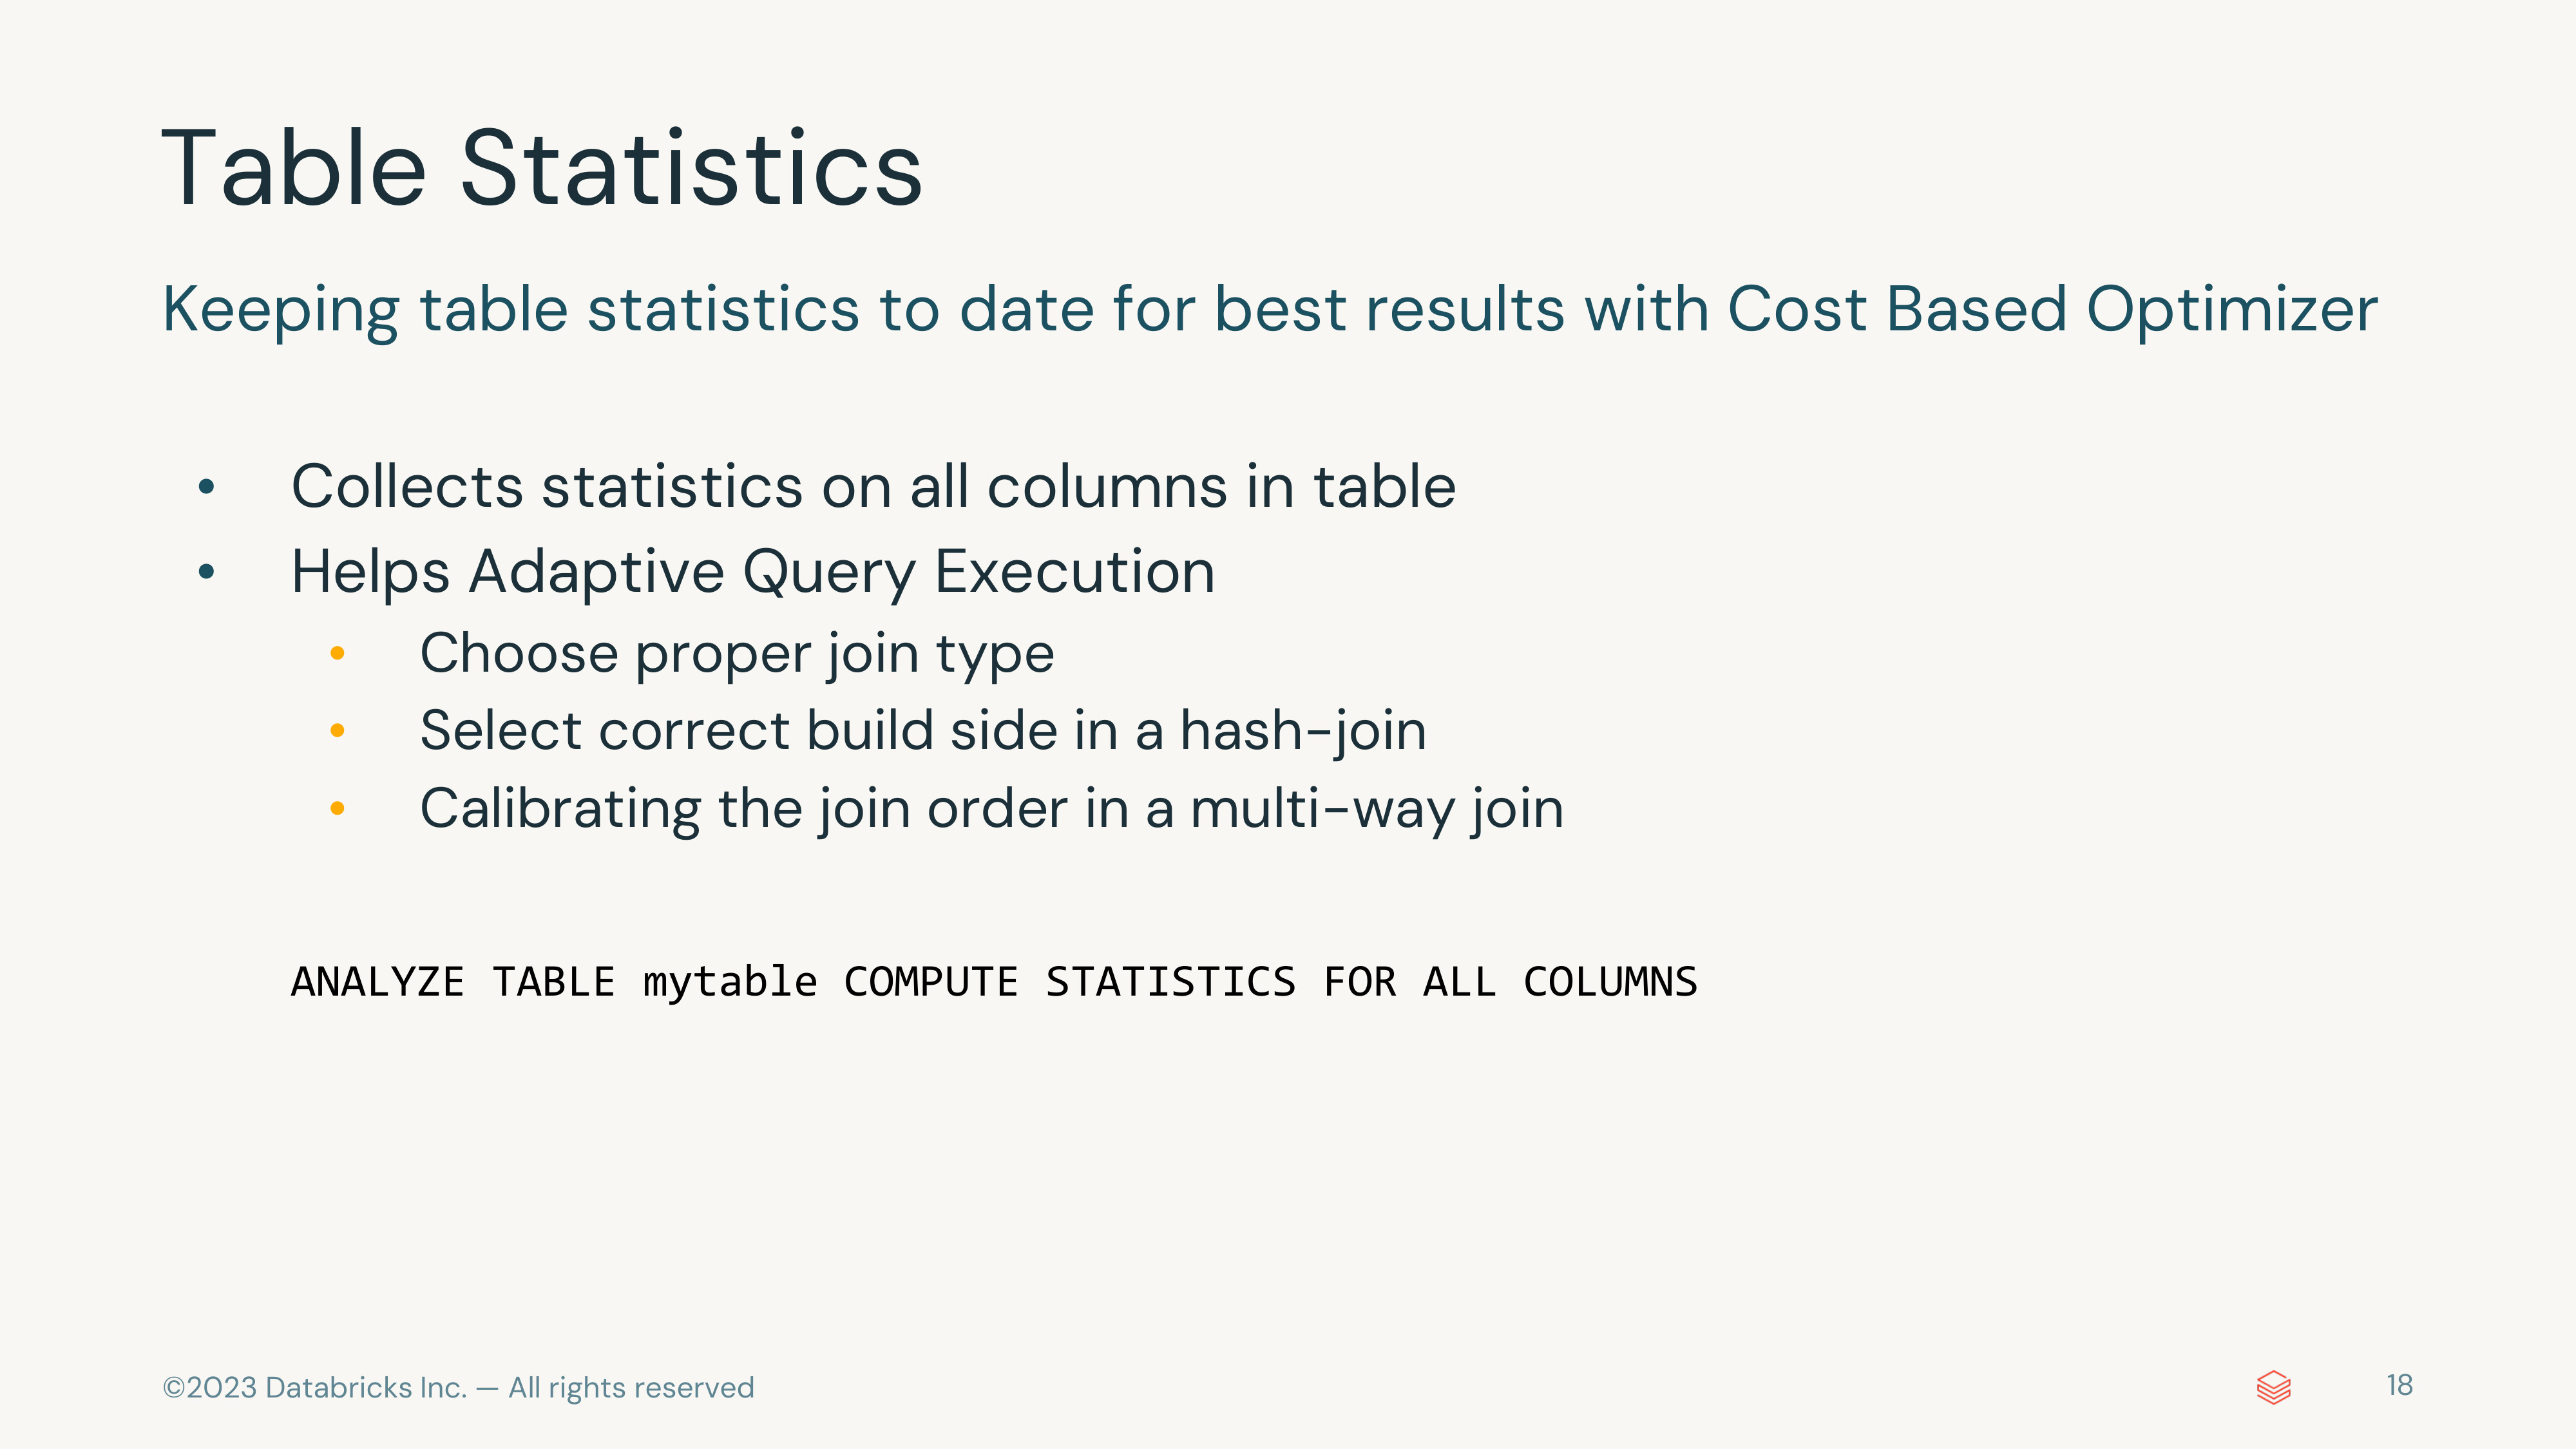 Table Statistics
Keeping table statistics to date for best results with Cost Based Optimizer
• Collects statistics on all columns in table
• Helps Adaptive Query Execution
• Choose proper join type
• Select correct build side in a hash-join
• Calibrating the join order in a multi-way join
ANALYZE TABLE mytable COMPUTE STATISTICS FOR ALL COLUMNS
©2023 Databricks Inc. — All rights reserved
18